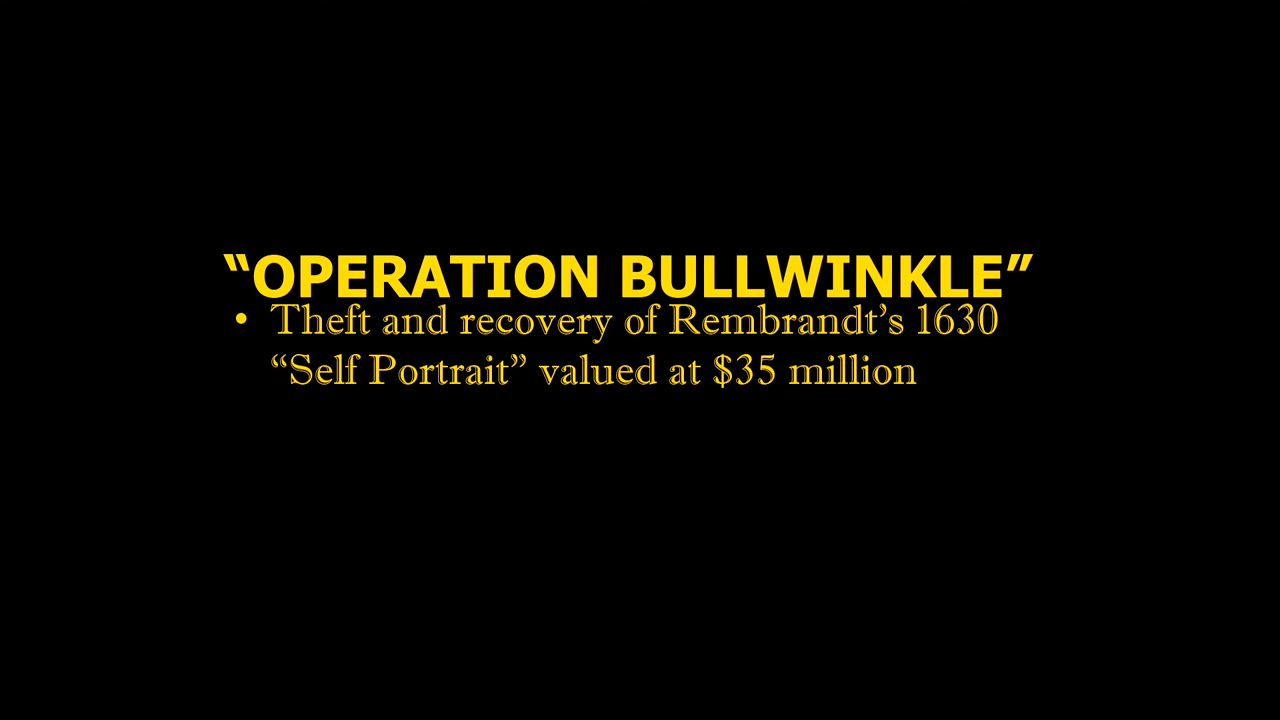 “OPERATION BULLWINKLE”
• Theft and recovery of Rembrandt’s 1630
“Self Portrait” valued at $35 million